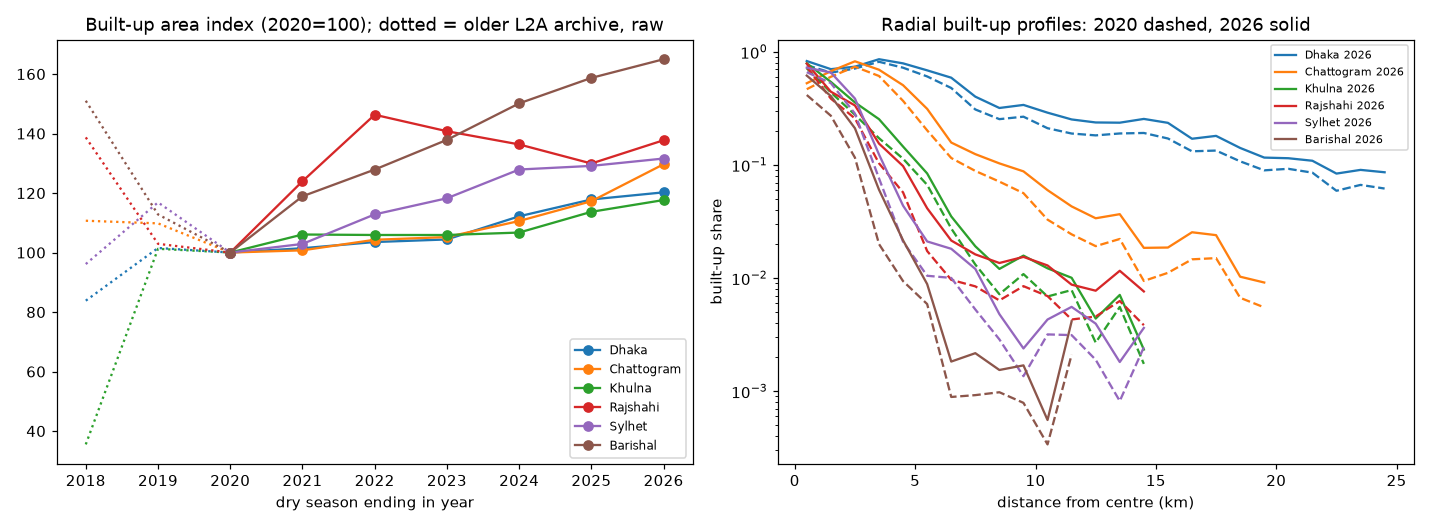 Built-up area index (2020=100); dotted = older L2A archive, raw
160
140
120
100
80
60
40
2018 2019 2020 2021 2022 2023 2024 2025 2026
dry season ending in year
Dhaka
Chattogram
Khulna
Rajshahi
Sylhet
Barishal
Radial built-up profiles: 2020 dashed, 2026 solid
built-up share
10⁰
10⁻¹
10⁻²
10⁻³
0 5 10 15 20 25
distance from centre (km)
Dhaka 2026
Chattogram 2026
Khulna 2026
Rajshahi 2026
Sylhet 2026
Barishal 2026